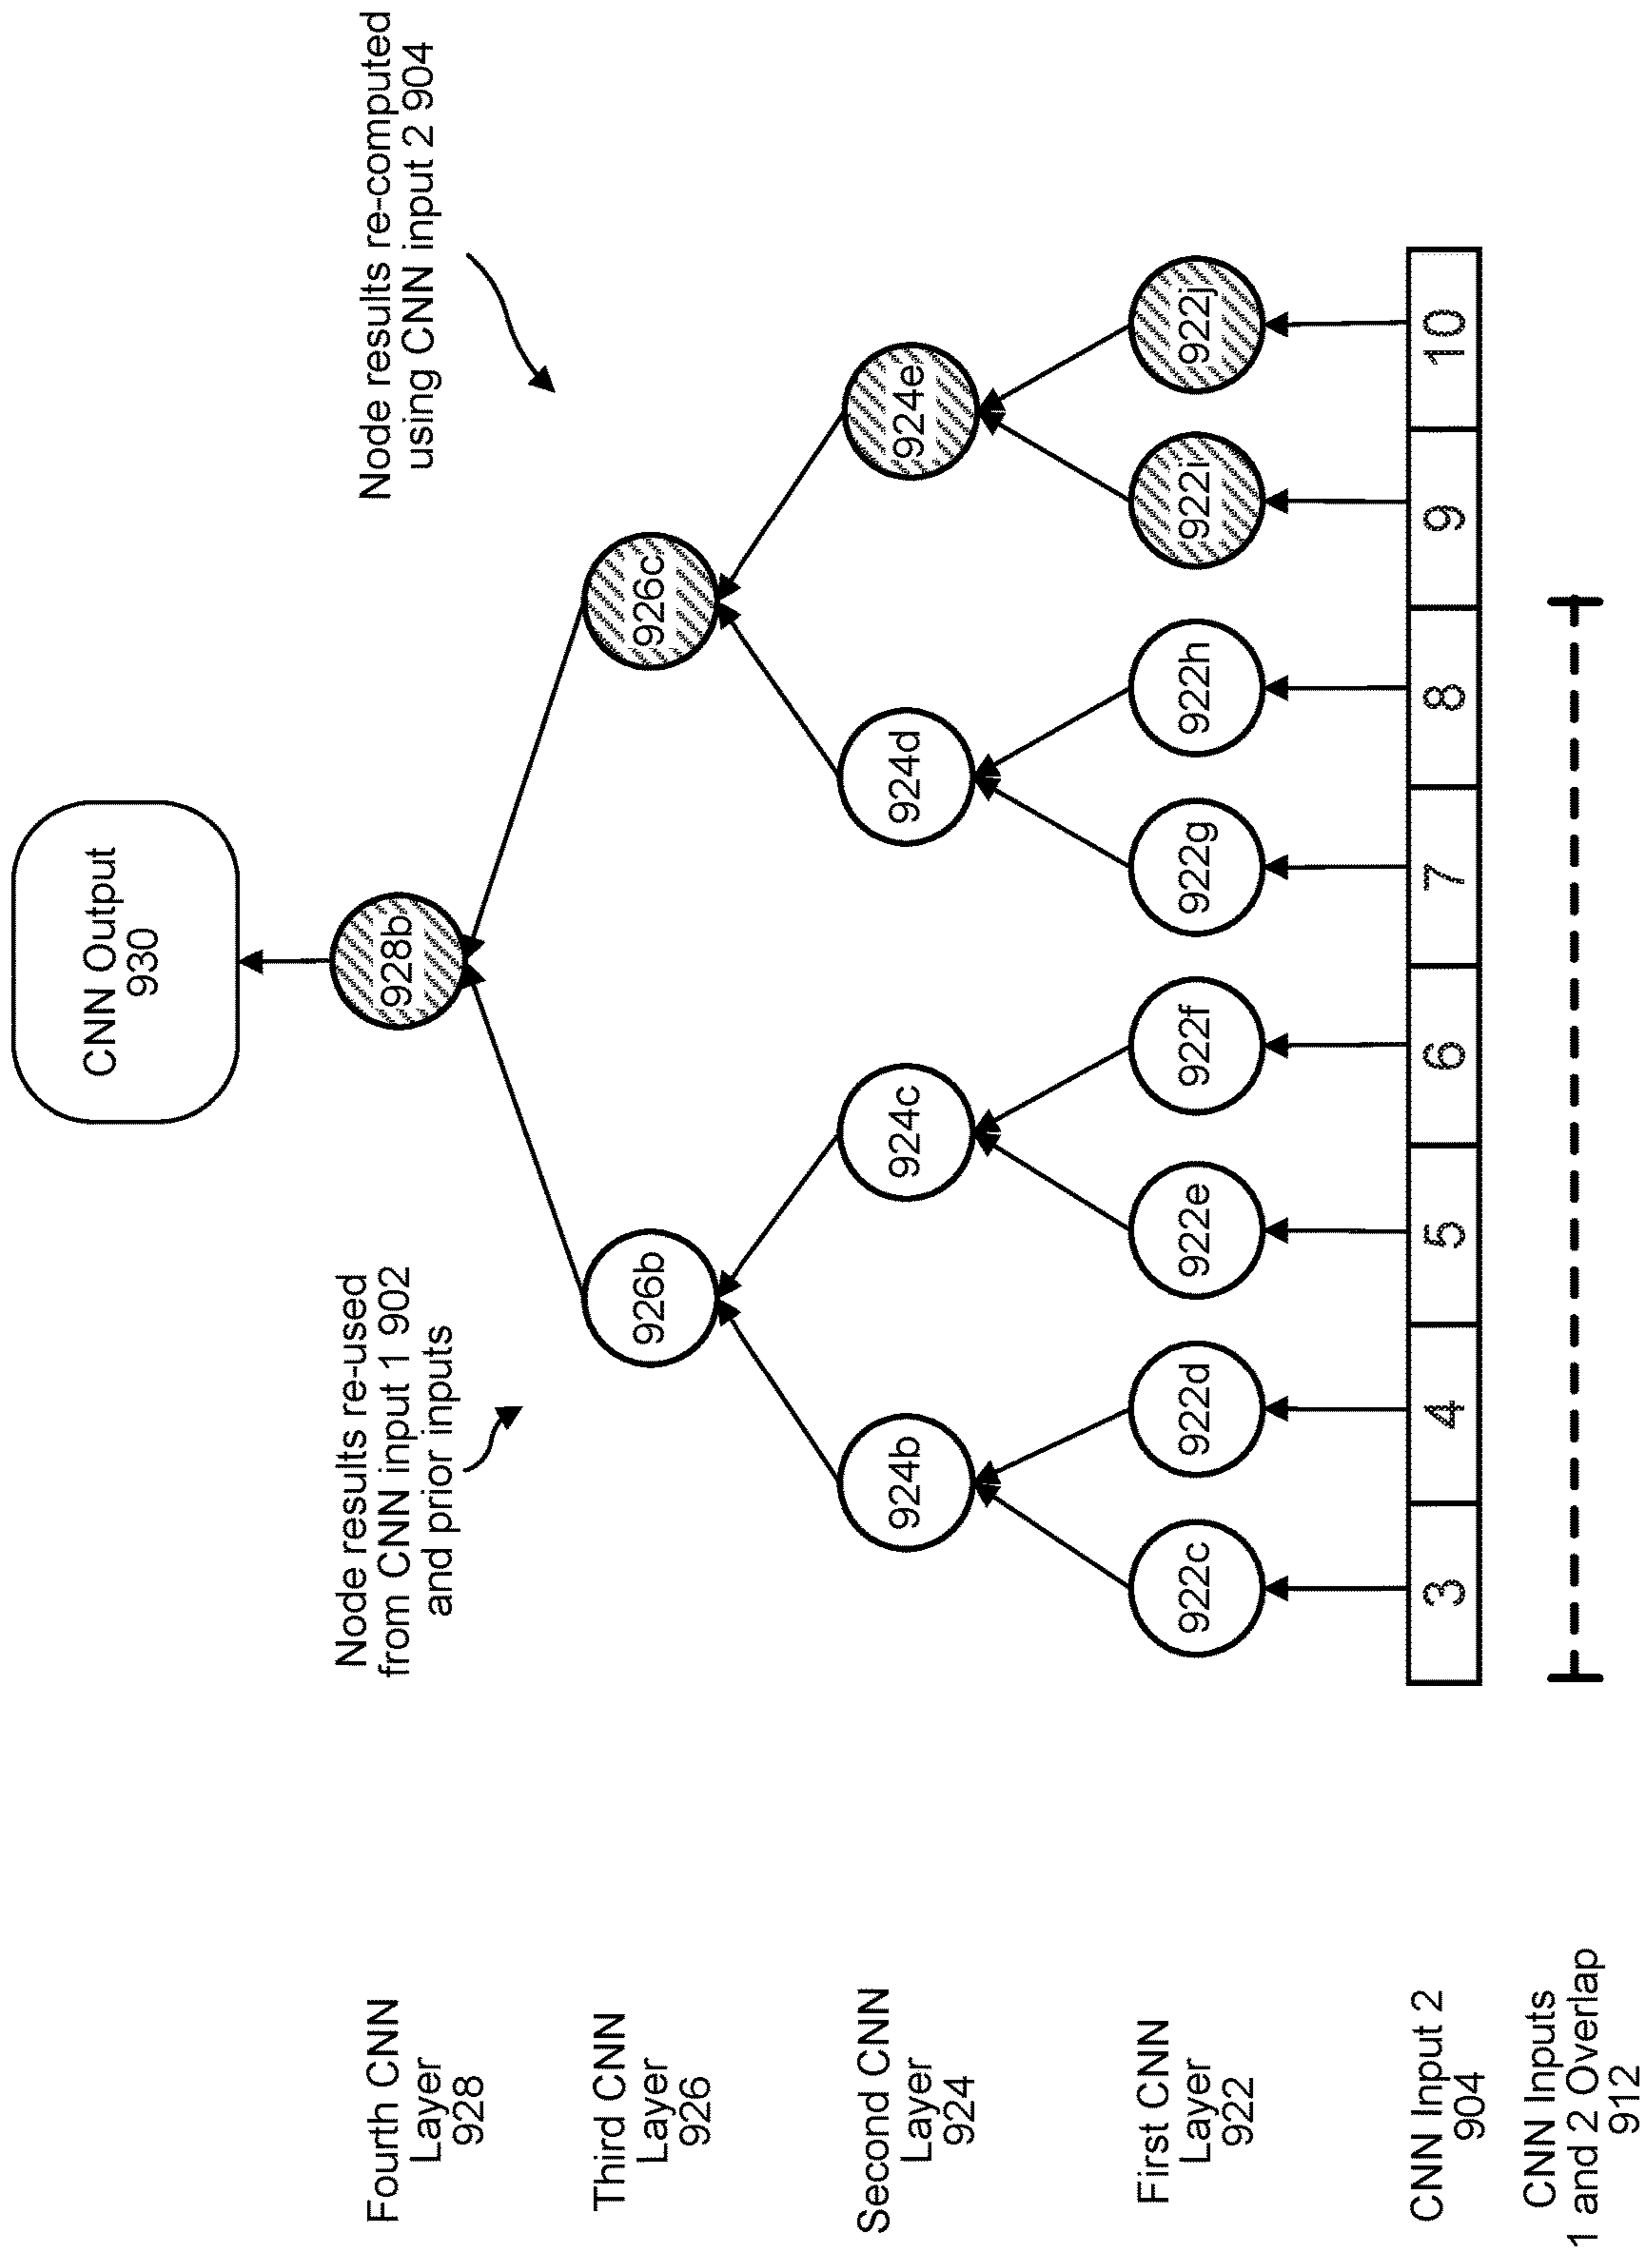 CNN Output
930
Fourth CNN
Layer
928
Node results re-used
from CNN input 1 902
and prior inputs
928b
Node results re-computed
using CNN input 2 904
Third CNN
Layer
926
926b
926c
Second CNN
Layer
924
924b
924c
924d
924e
First CNN
Layer
922
922c
922d
922e
922f
922g
922h
922i
922j
CNN Input 2
904
3
4
5
6
7
8
9
10
CNN Inputs
1 and 2 Overlap
912